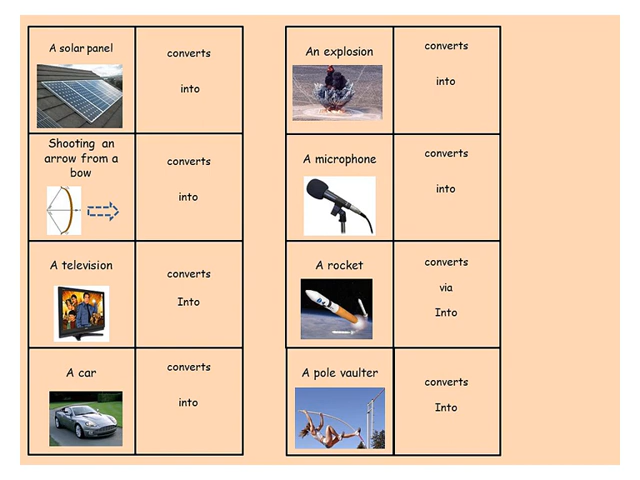 A solar panel
converts
into
Shooting an
arrow from a
bow
converts
into
A television
converts
Into
A car
converts
into
An explosion
converts
into
A microphone
converts
into
A rocket
converts
via
Into
A pole vaulter
converts
Into